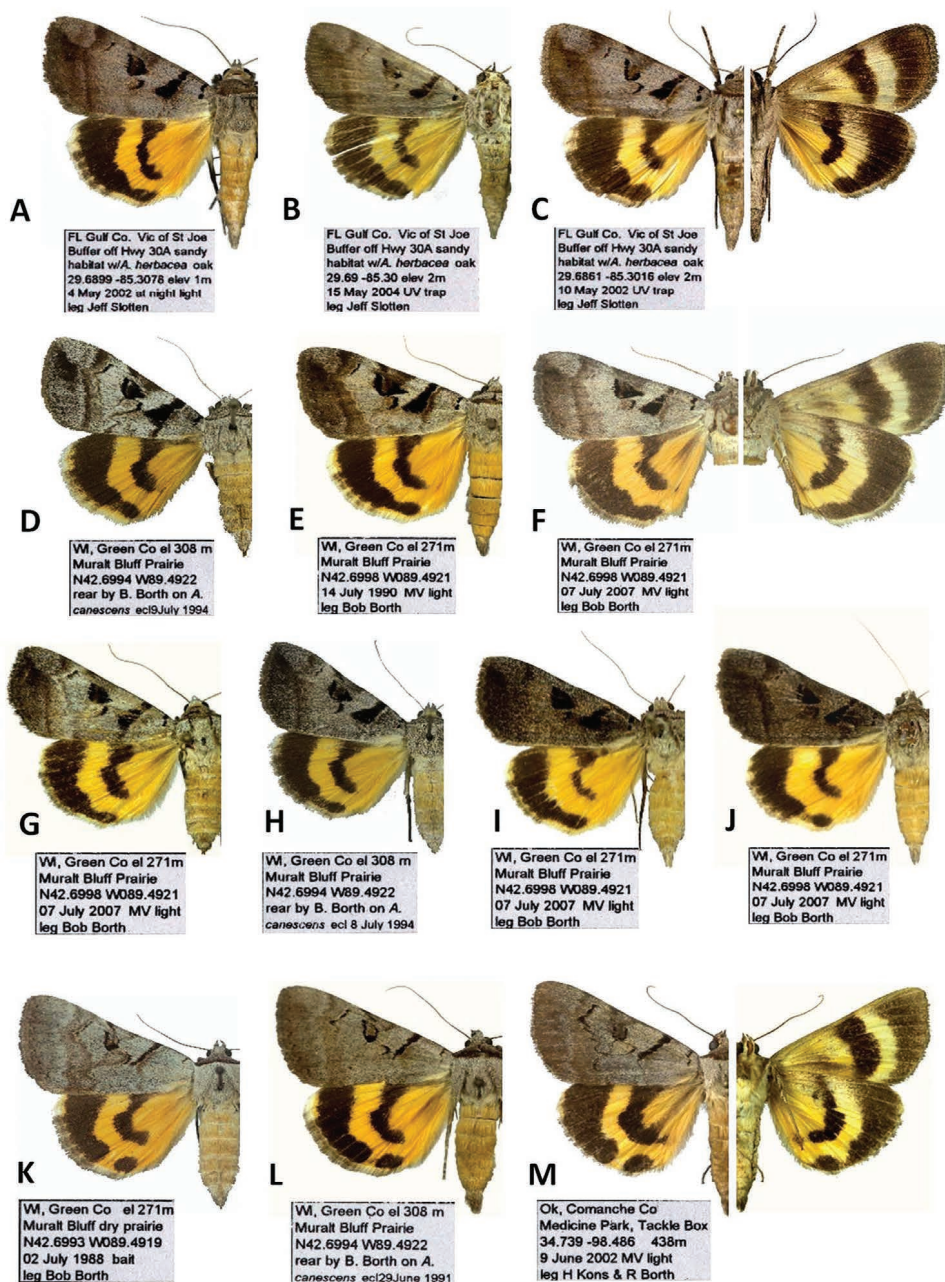 A
FL Gulf Co. Vic of St Joe
Buffer off Hwy 30A sandy
habitat w/A. herbacea oak
29.6899 -85.3078 elev 1m
4 May 2002 at night light
leg Jeff Slotten
B
FL Gulf Co. Vic of St Joe
Buffer off Hwy 30A sandy
habitat w/A. herbacea oak
29.69 -85.30 elev 2m
15 May 2004 UV trap
leg Jeff Slotten
C
FL Gulf Co. Vic of St Joe
Buffer off Hwy 30A sandy
habitat w/A. herbacea oak
29.6861 -85.3016 elev 2m
10 May 2002 UV trap
leg Jeff Slotten
D
WI, Green Co el 308 m
Muralt Bluff Prairie
N42.6994 W89.4922
rear by B. Borth on A.
canescens ecl9July 1994
E
WI, Green Co el 271m
Muralt Bluff Prairie
N42.6998 W089.4921
14 July 1990 MV light
leg Bob Borth
F
WI, Green Co el 271m
Muralt Bluff Prairie
N42.6998 W089.4921
07 July 2007 MV light
leg Bob Borth
G
WI, Green Co el 271m
Muralt Bluff Prairie
N42.6998 W089.4921
07 July 2007 MV light
leg Bob Borth
H
WI, Green Co el 308 m
Muralt Bluff Prairie
N42.6994 W89.4922
rear by B. Borth on A.
canescens ecl 8 July 1994
I
WI, Green Co el 271m
Muralt Bluff Prairie
N42.6998 W089.4921
07 July 2007 MV light
leg Bob Borth
J
WI, Green Co el 271m
Muralt Bluff Prairie
N42.6998 W089.4921
07 July 2007 MV light
leg Bob Borth
K
WI, Green Co el 271m
Muralt Bluff dry prairie
N42.6993 W089.4919
02 July 1988 bait
leg Bob Borth
L
WI, Green Co el 308 m
Muralt Bluff Prairie
N42.6994 W89.4922
rear by B. Borth on A.
canescens ecl29June 1991
M
Ok, Comanche Co
Medicine Park, Tackle Box
34.739 -98.486 438m
9 June 2002 MV light
leg H Kons & R Borth